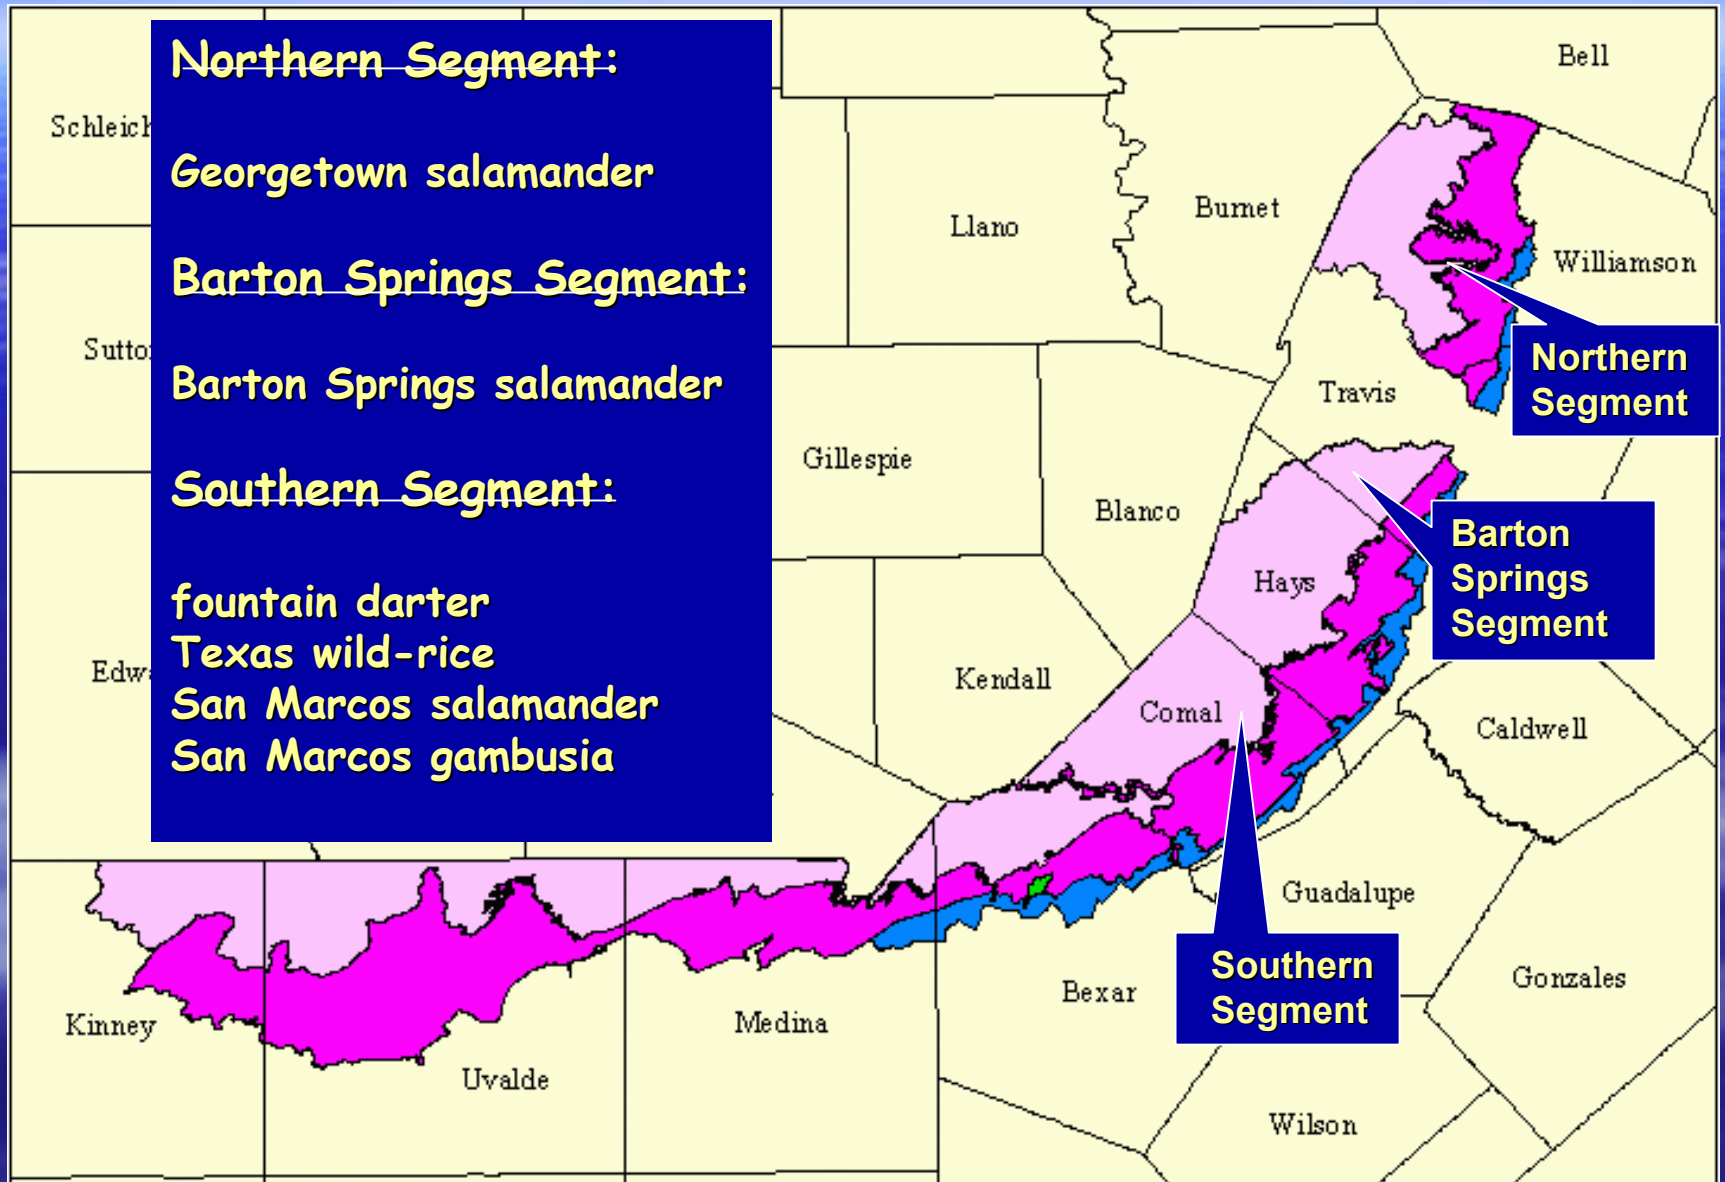 Northern Segment:
Georgetown salamander
Barton Springs Segment:
Barton Springs salamander
Southern Segment:
fountain darter
Texas wild-rice
San Marcos salamander
San Marcos gambusia
Bell
Schleich
Burnet
Llano
Williamson
Northern
Segment
Sutto
Travis
Gillespie
Blanco
Barton
Springs
Segment
Hays
Edwa
Kendall
Comal
Caldwell
Guadalupe
Southern
Segment
Bexar
Gonzales
Kinney
Medina
Uvalde
Wilson